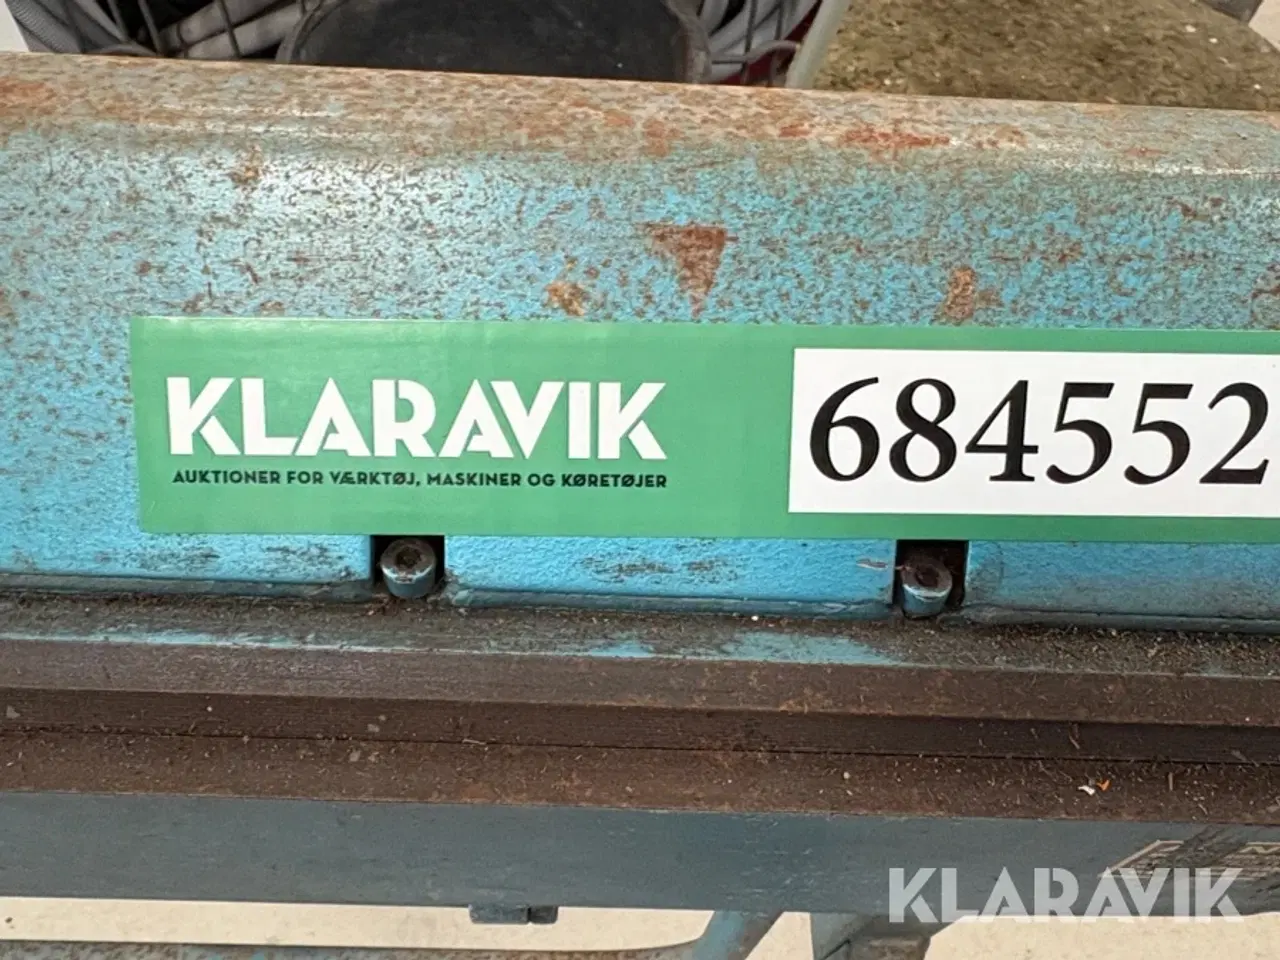 KLARAVIK
AUKTIONER FOR VÆRKTØJ, MASKINER OG KØRETØJER
684552
KLARAVIK